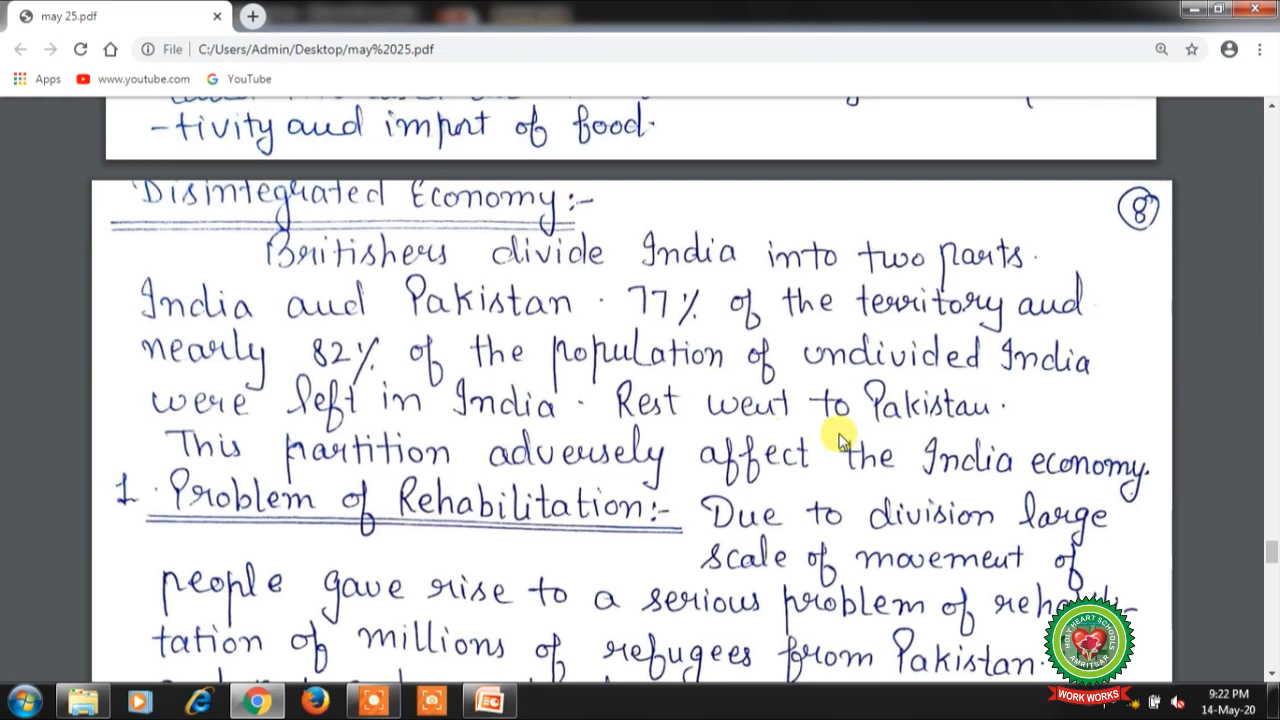 may 25.pdf
File C:/Users/Admin/Desktop/may%2025.pdf
Apps www.youtube.com YouTube
-tivity and import of food.
Disintegrated Economy:-
8
Britishers divide India into two parts.
India and Pakistan. 77% of the territory and
nearly 82% of the population of undivided India
were left in India. Rest went to Pakistan.
This partition adversely affect the India economy.
1. Problem of Rehabilitation:- Due to division large
scale of movement of
people gave rise to a serious problem of rehabili-
tation of millions of refugees from Pakistan.
HOLY HEART SCHOOLS
AMRITSAR
WORK WORKS
9:22 PM
14-May-20